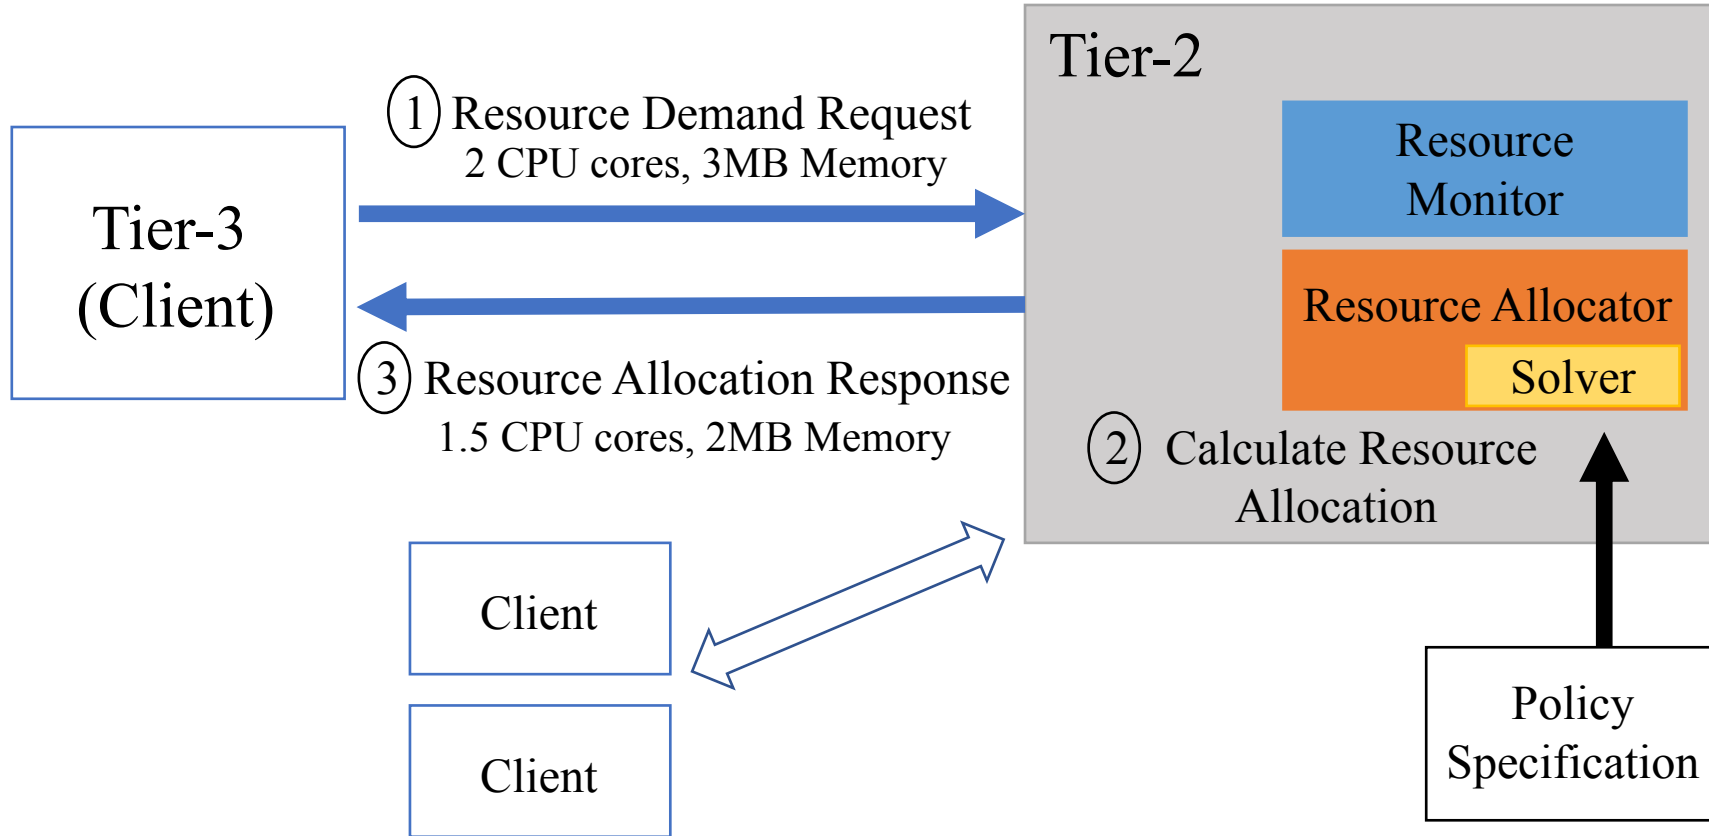 Tier-2
1 Resource Demand Request
2 CPU cores, 3MB Memory
Tier-3
(Client)
Resource
Monitor
Resource Allocator
Solver
3 Resource Allocation Response
1.5 CPU cores, 2MB Memory
2 Calculate Resource
Allocation
Client
Client
Policy
Specification